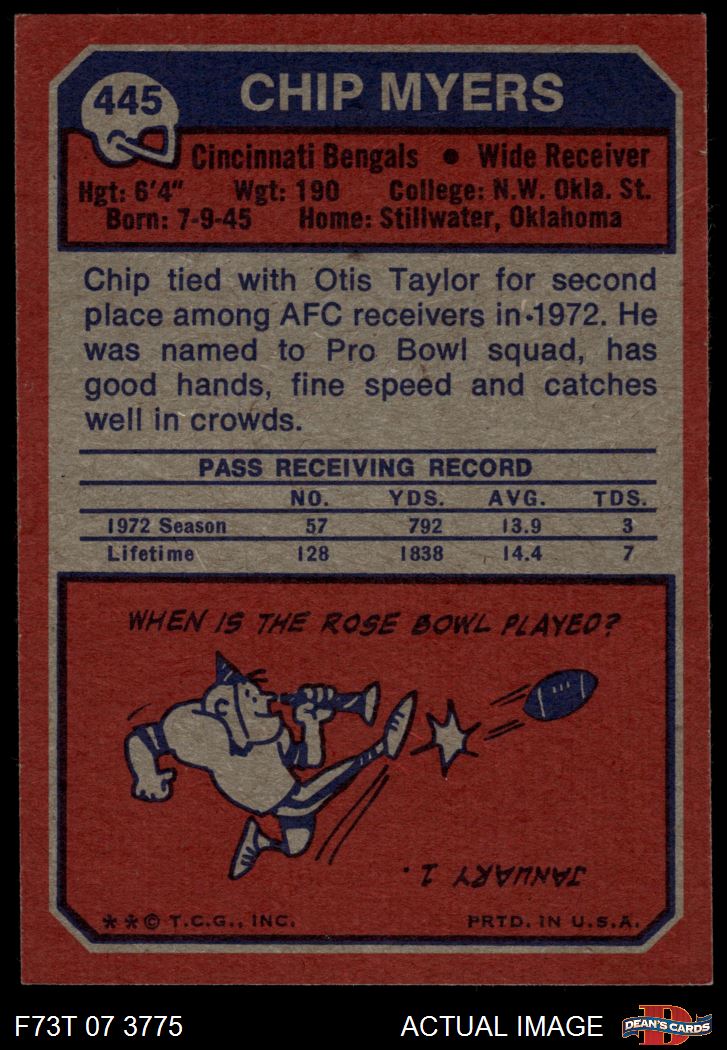 445
CHIP MYERS
Cincinnati Bengals • Wide Receiver
Hgt: 6'4" Wgt: 190 College: N.W. Okla. St.
Born: 7-9-45 Home: Stillwater, Oklahoma
Chip tied with Otis Taylor for second
place among AFC receivers in 1972. He
was named to Pro Bowl squad, has
good hands, fine speed and catches
well in crowds.
PASS RECEIVING RECORD
NO. YDS. AVG. TDS.
1972 Season 57 792 13.9 3
Lifetime 128 1838 14.4 7
WHEN IS THE ROSE BOWL PLAYED?
JANUARY 1.
**© T.C.G., INC. PRTD. IN U.S.A.
F73T 07 3775 ACTUAL IMAGE
D
DEAN'S CARDS